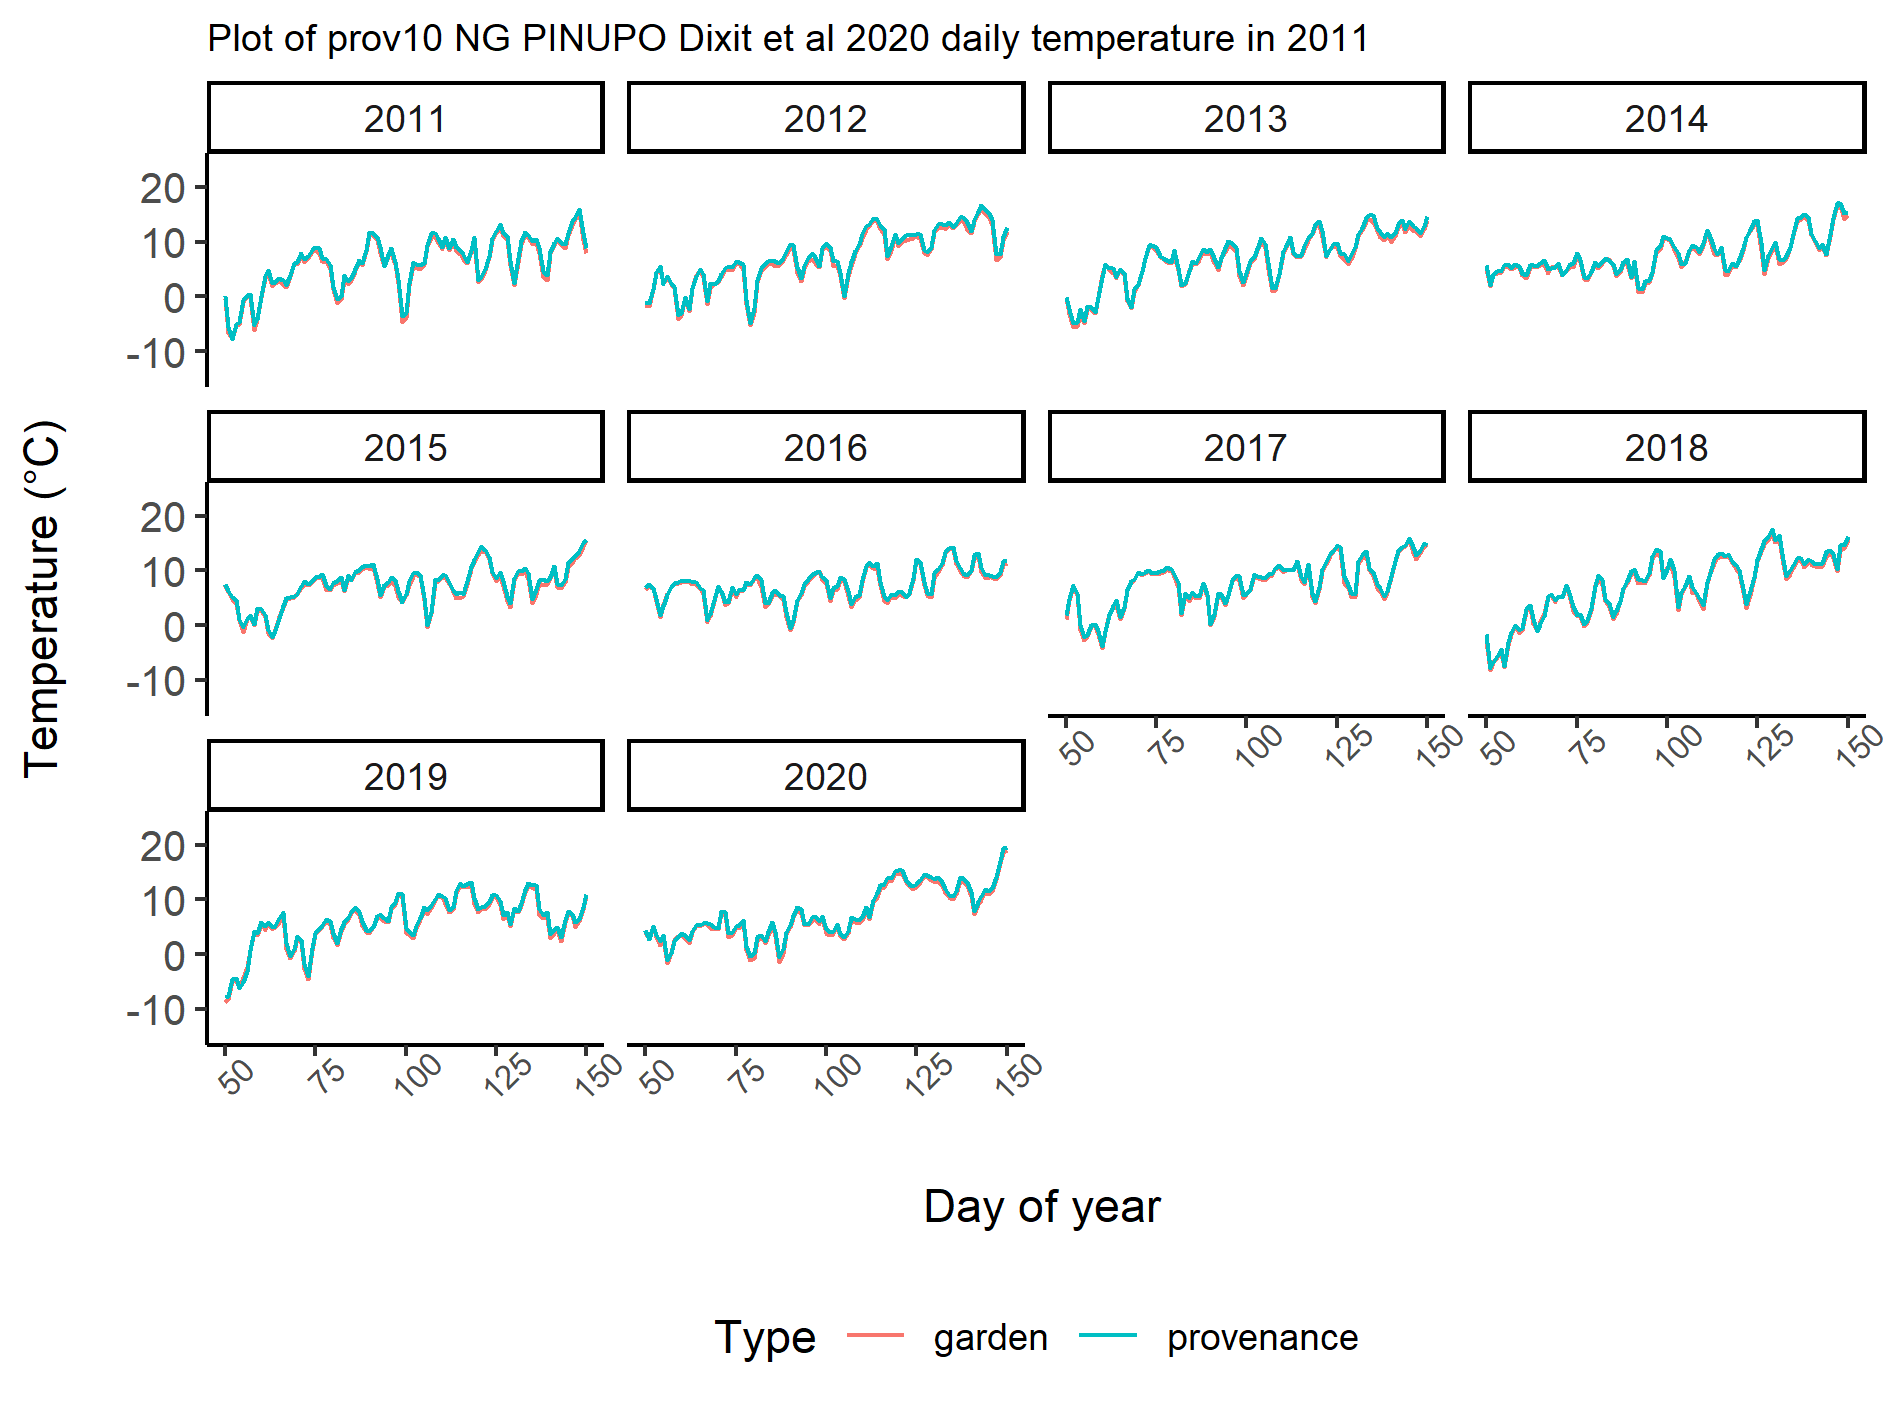 Plot of prov10 NG PINUPO Dixit et al 2020 daily temperature in 2011
2011 2012 2013 2014
20
10
0
-10
2015 2016 2017 2018
20
10
0
-10
50 75 100 125 150 50 75 100 125 150
2019 2020
20
10
0
-10
50 75 100 125 150 50 75 100 125 150
Temperature (°C)
Day of year
Type garden provenance